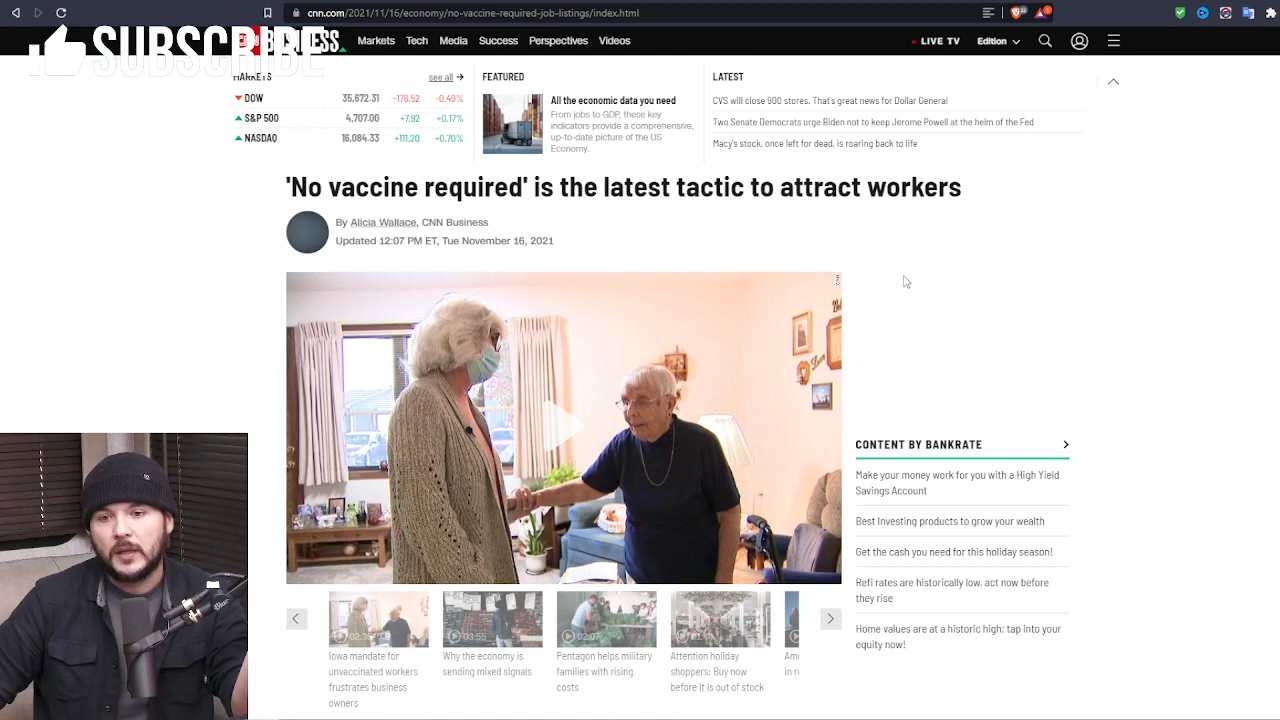 cnn.com/2021/11/16/economy/no-vaccine-required-job-listings/index.html
SUBSCRIBE
Markets Tech Media Success Perspectives Videos
LIVE TV Edition
MARKETS see all →
DOW 35,672.31 -176.52 -0.49%
S&P 500 4,707.00 +7.92 +0.17%
NASDAQ 16,084.33 +111.20 +0.70%
FEATURED
All the economic data you need
From jobs to GDP, these key
indicators provide a comprehensive,
up-to-date picture of the US
Economy.
LATEST
CVS will close 900 stores. That's great news for Dollar General
Two Senate Democrats urge Biden not to keep Jerome Powell at the helm of the Fed
Macy's stock, once left for dead, is roaring back to life
'No vaccine required' is the latest tactic to attract workers
By Alicia Wallace, CNN Business
Updated 12:07 PM ET, Tue November 16, 2021
CONTENT BY BANKRATE
Make your money work for you with a High Yield
Savings Account
Best Investing products to grow your wealth
Get the cash you need for this holiday season!
Refi rates are historically low, act now before
they rise
Home values are at a historic high; tap into your
equity now!
02:35
03:55
02:07
Iowa mandate for
unvaccinated workers
frustrates business
owners
Why the economy is
sending mixed signals
Pentagon helps military
families with rising
costs
Attention holiday
shoppers: Buy now
before it is out of stock
in r